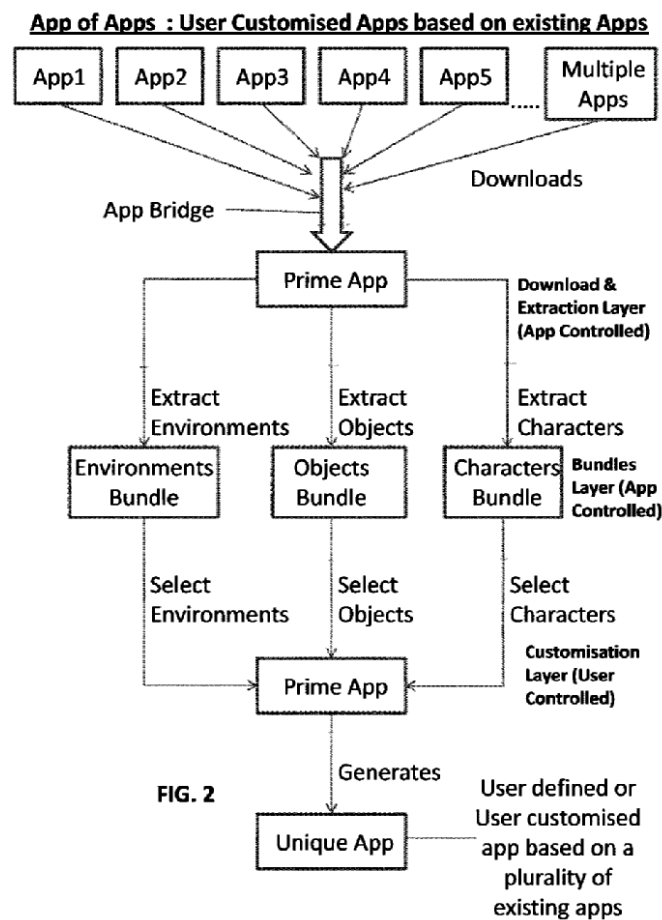 App of Apps : User Customised Apps based on existing Apps
App1
App2
App3
App4
App5
.....
Multiple
Apps
Downloads
App Bridge
Prime App
Download &
Extraction Layer
(App Controlled)
Extract
Environments
Extract
Objects
Extract
Characters
Environments
Bundle
Objects
Bundle
Characters
Bundle
Bundles
Layer (App
Controlled)
Select
Environments
Select
Objects
Select
Characters
Customisation
Layer (User
Controlled)
Prime App
Generates
FIG. 2
Unique App
User defined or
User customised
app based on a
plurality of
existing apps